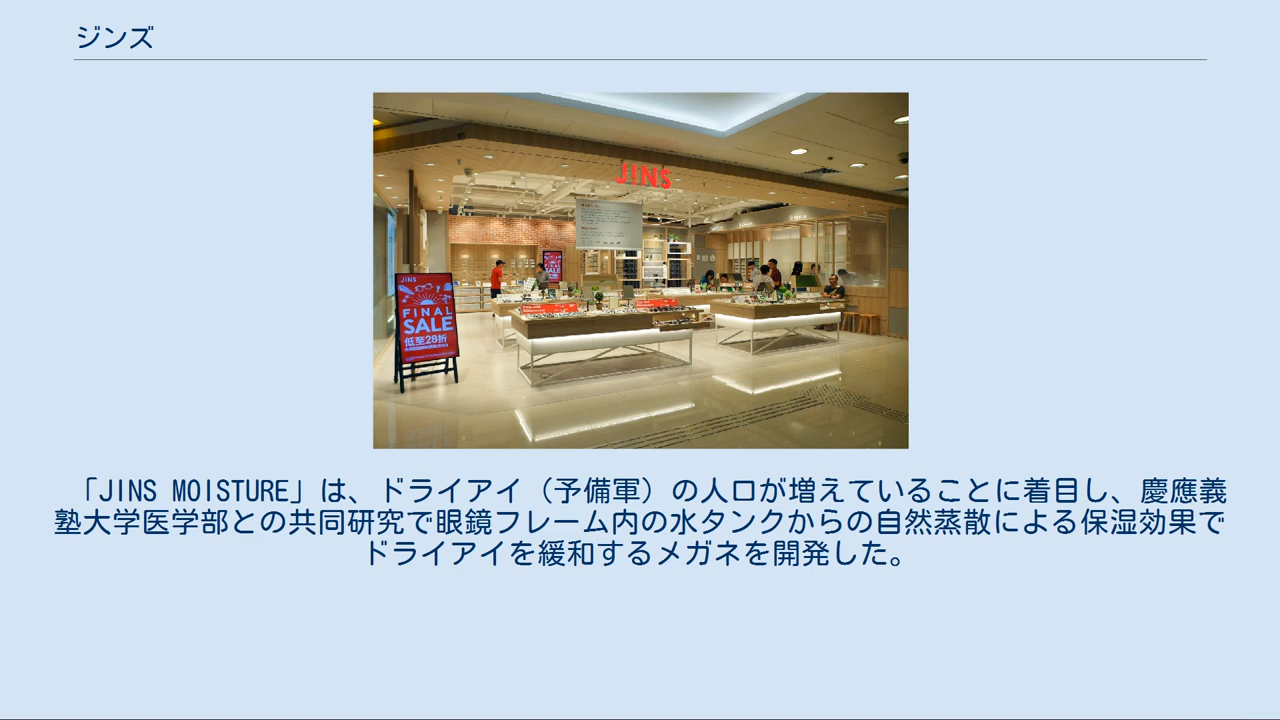 ジンズ
JINS
JINS
FINAL
SALE
低至28折
FINAL
SALE
「JINS MOISTURE」は、ドライアイ（予備軍）の人口が増えていることに着目し、慶應義
塾大学医学部との共同研究で眼鏡フレーム内の水タンクからの自然蒸散による保湿効果で
ドライアイを緩和するメガネを開発した。